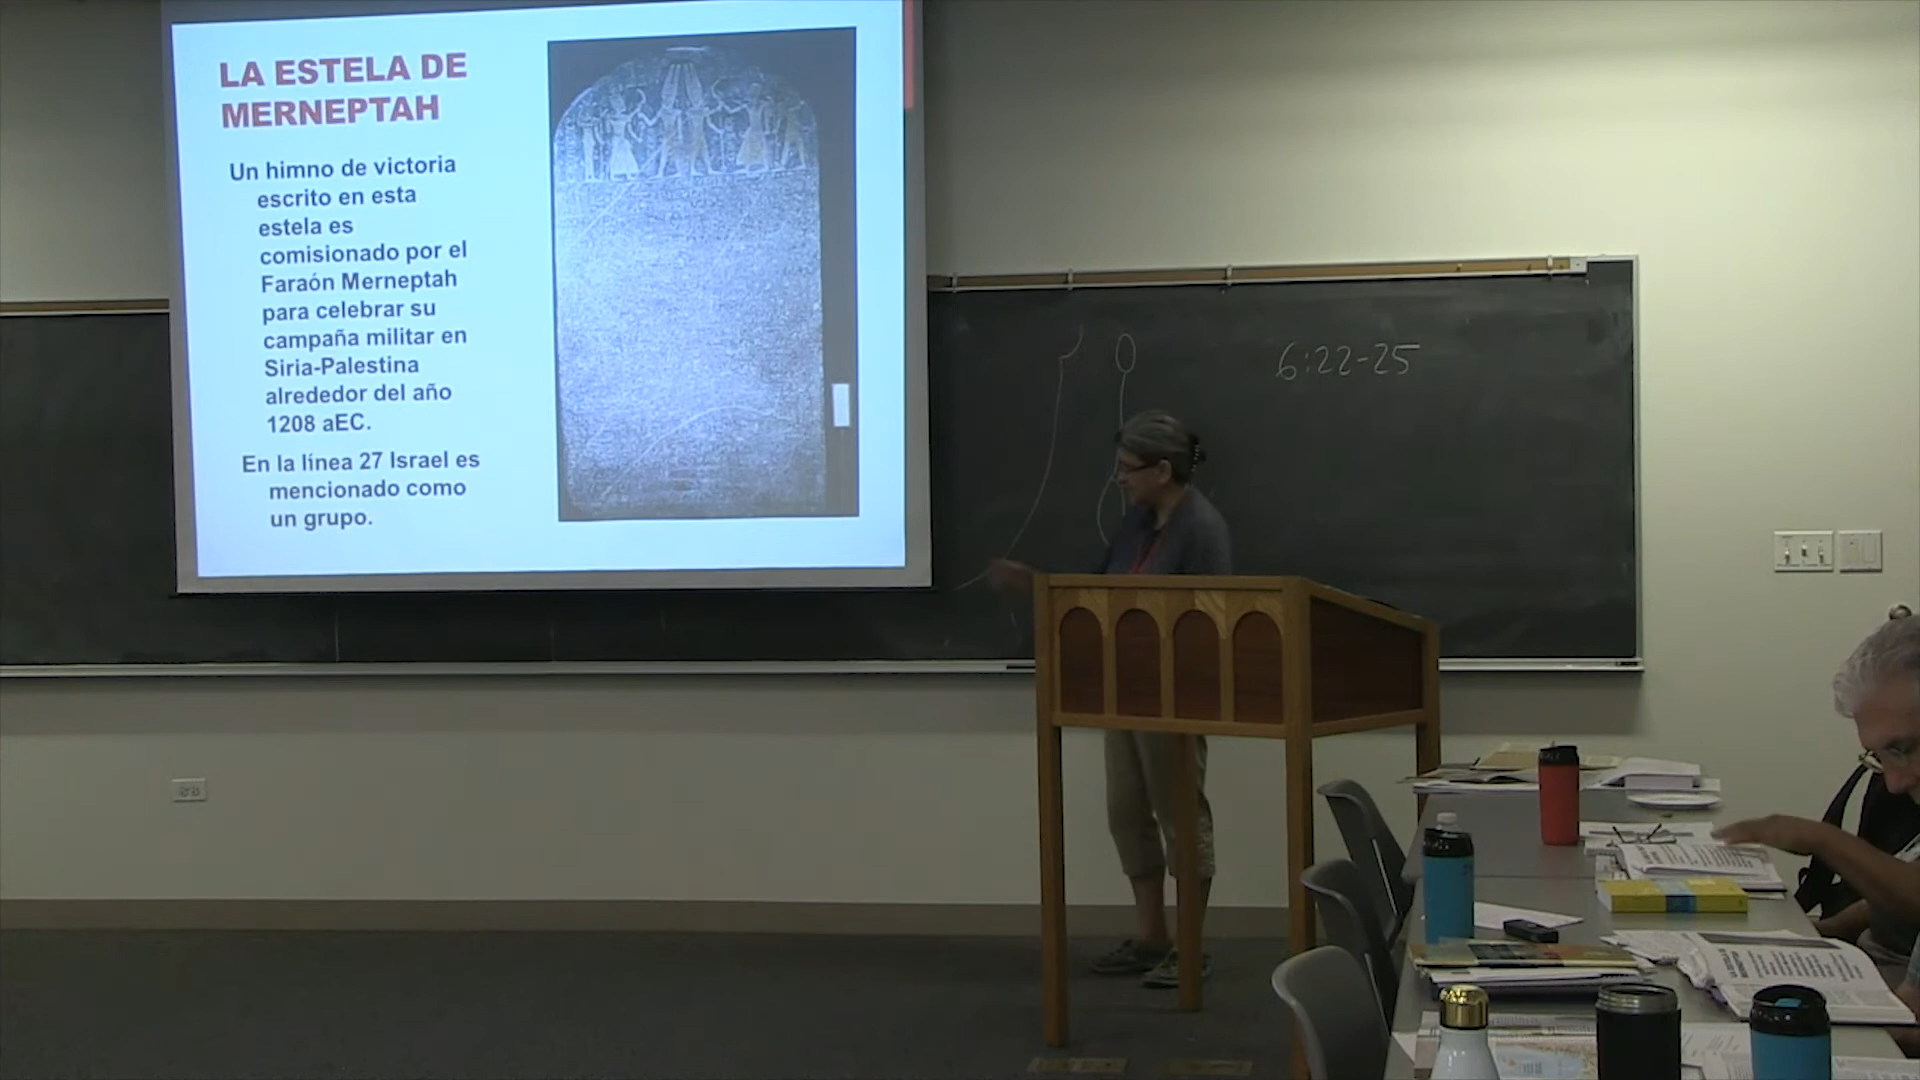 LA ESTELA DE
MERNEPTAH
Un himno de victoria
escrito en esta
estela es
comisionado por el
Faraón Merneptah
para celebrar su
campaña militar en
Siria-Palestina
alrededor del año
1208 aEC.
En la línea 27 Israel es
mencionado como
un grupo.
6:22-25